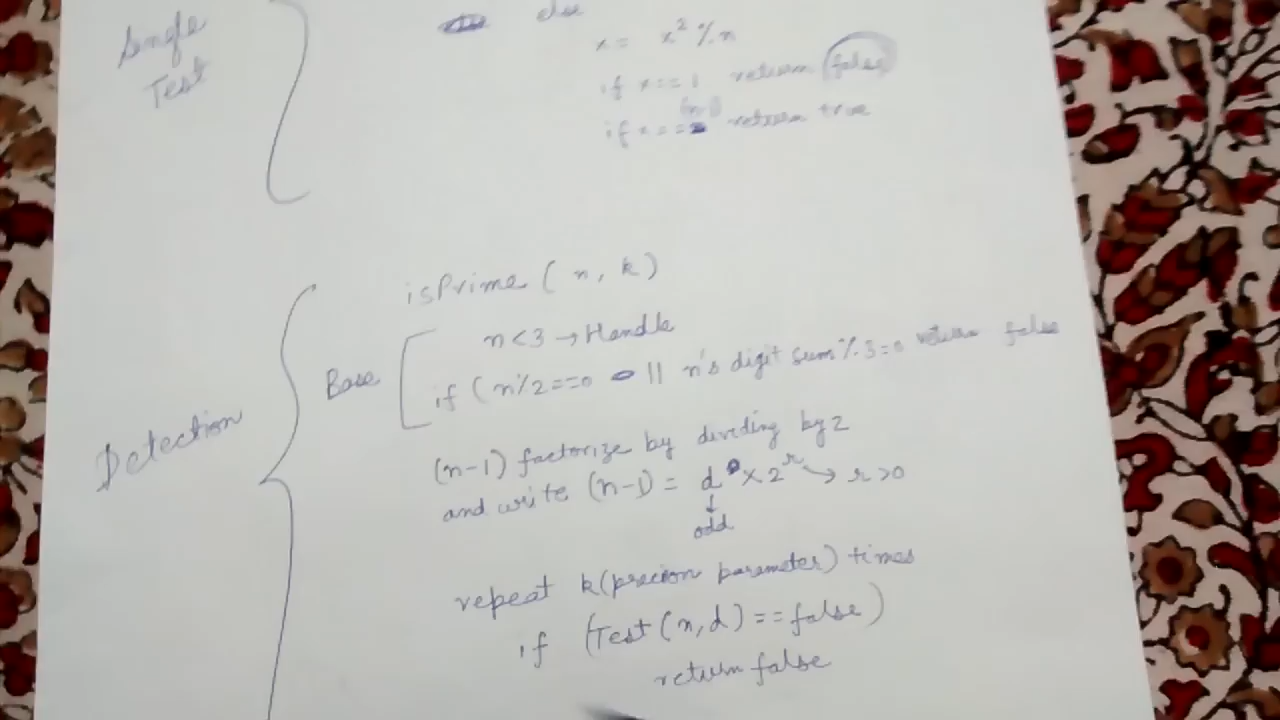 Single
Test
else
x = x² % n
if x == 1 return false
(n-1)
if x == return true
Detection
isPrime ( n, k )
Base
n<3 → Handle
if ( n%2==0 || n's digit sum % 3=0 return false
(n-1) factorize by dividing by 2
and write (n-1) = d × 2^r → r >0
↓
odd
repeat k (precion parameter) times
if (Test (n,d) == false)
return false